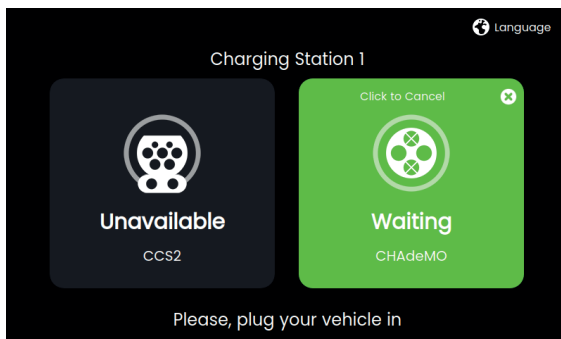 Language
Charging Station 1
Click to Cancel
Unavailable
Waiting
CCS2
CHAdeMO
Please, plug your vehicle in